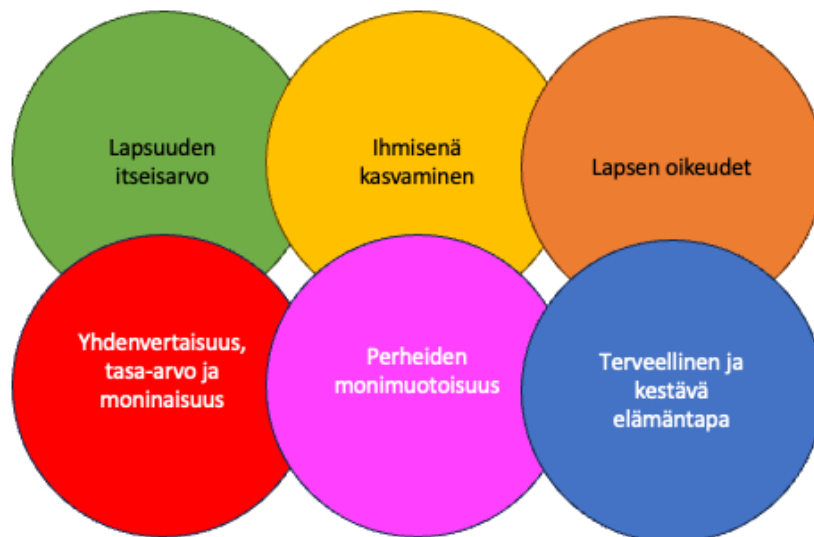 Lapsuuden
itseisarvo
Ihmisenä
kasvaminen
Lapsen oikeudet
Yhdenvertaisuus,
tasa-arvo ja
moninaisuus
Perheiden
monimuotoisuus
Terveellinen ja
kestävä
elämäntapa